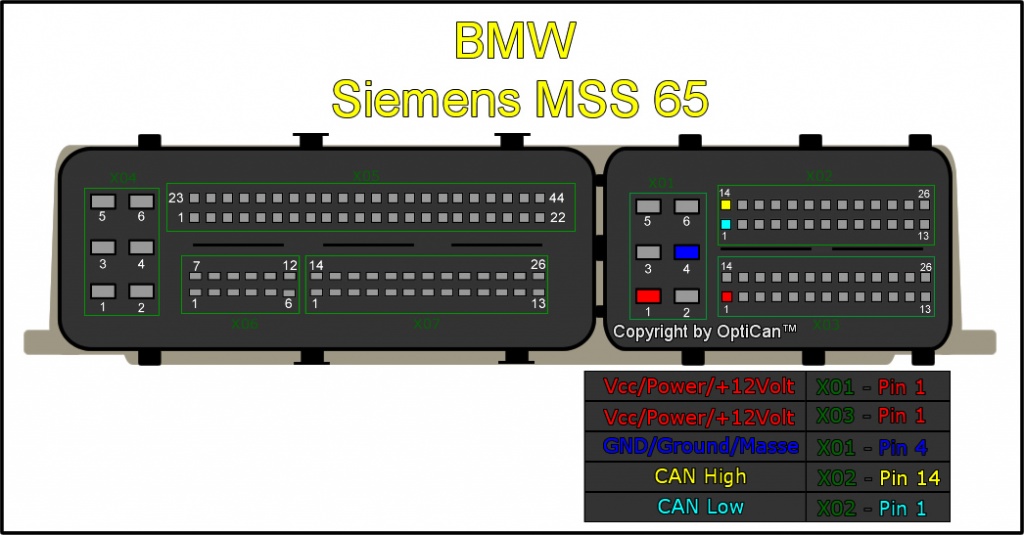 BMW
Siemens MSS 65
X04
X05
X01
X02
23
44
1
22
5
6
3
4
1
2
7
12
14
26
1
6
1
13
X06
X07
5
6
3
4
1
2
14
26
1
13
14
26
1
13
X03
Copyright by OptiCan™
Vcc/Power/+12Volt X01 - Pin 1
Vcc/Power/+12Volt X03 - Pin 1
GND/Ground/Masse X01 - Pin 4
CAN High X02 - Pin 14
CAN Low X02 - Pin 1